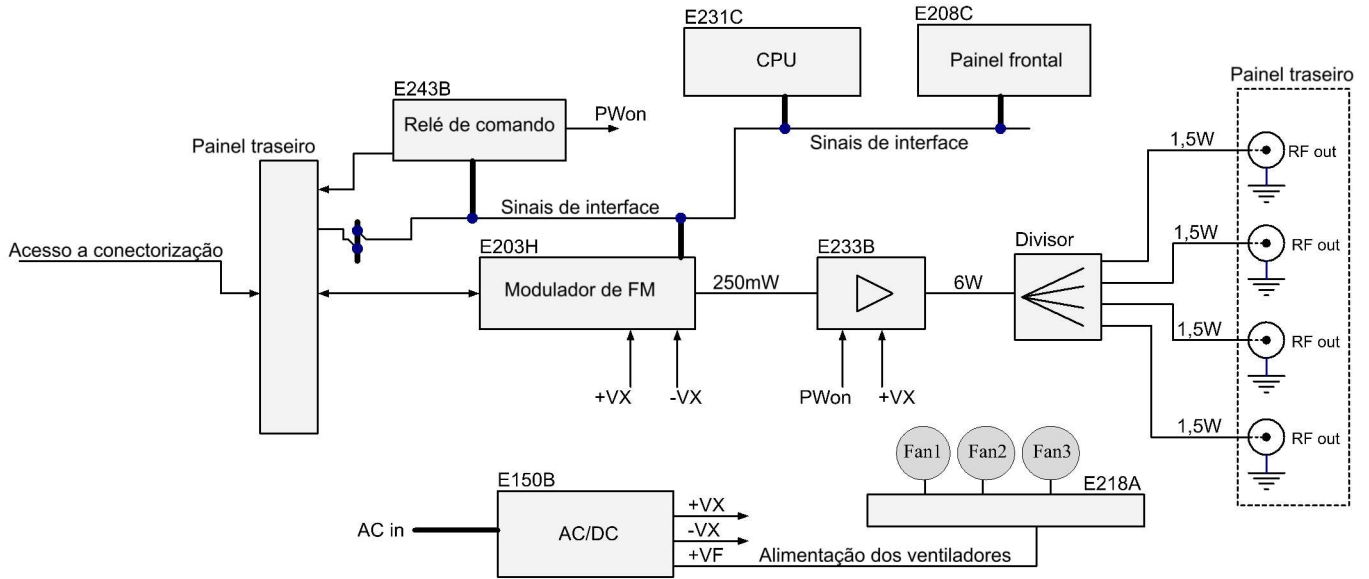 E231C
E208C
CPU
Painel frontal
Painel traseiro
E243B
Relé de comando
PWon
Painel traseiro
Sinais de interface
1,5W
RF out
Sinais de interface
Acesso a conectorização
E203H
E233B
Divisor
1,5W
RF out
Modulador de FM
250mW
6W
1,5W
RF out
+VX
-VX
PWon
+VX
1,5W
RF out
Fan1
Fan2
Fan3
E150B
E218A
AC in
AC/DC
+VX
-VX
+VF
Alimentação dos ventiladores